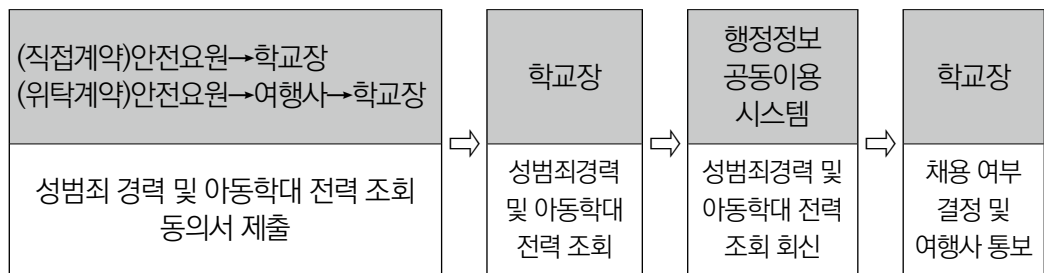 (직접계약)안전요원→학교장
(위탁계약)안전요원→여행사→학교장
성범죄 경력 및 아동학대 전력 조회
동의서 제출
⇨
학교장
성범죄경력
및 아동학대
전력 조회
⇨
행정정보
공동이용
시스템
성범죄경력 및
아동학대 전력
조회 회신
⇨
학교장
채용 여부
결정 및
여행사 통보